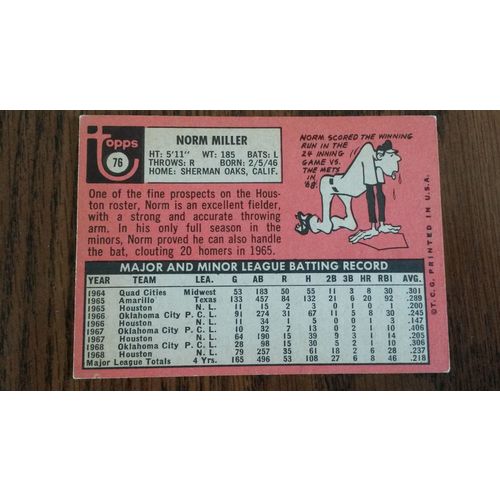 topps
76
NORM MILLER
HT: 5'11" WT: 185 BATS: L
THROWS: R BORN: 2/5/46
HOME: SHERMAN OAKS, CALIF.
One of the fine prospects on the Hous-
ton roster, Norm is an excellent fielder,
with a strong and accurate throwing
arm. In his only full season in the
minors, Norm proved he can also handle
the bat, clouting 20 homers in 1965.
NORM SCORED THE WINNING
RUN IN THE
24 INNING
GAME VS.
THE METS
IN '68.
MAJOR AND MINOR LEAGUE BATTING RECORD
YEAR TEAM LEA. G AB R H 2B 3B HR RBI AVG.
1964 Quad Cities Midwest 53 183 50 55 11 3 8 30 .301
1965 Amarillo Texas 133 457 84 132 21 6 20 92 .289
1965 Houston N.L. 11 15 2 3 0 1 0 1 .200
1966 Oklahoma City P.C.L. 91 274 31 67 11 5 8 30 .245
1966 Houston N.L. 11 34 1 5 0 0 1 3 .147
1967 Oklahoma City P.C.L. 10 32 7 13 0 1 2 .406
1967 Houston N.L. 64 190 15 39 3 1 14 .205
1968 Oklahoma City P.C.L. 28 98 15 30 5 1 2 .306
1968 Houston N.L. 79 257 35 61 18 2 6 28 .237
Major League Totals 4 Yrs. 165 496 53 108 27 6 8 46 .218
©T.C.G. PRINTED IN U.S.A.